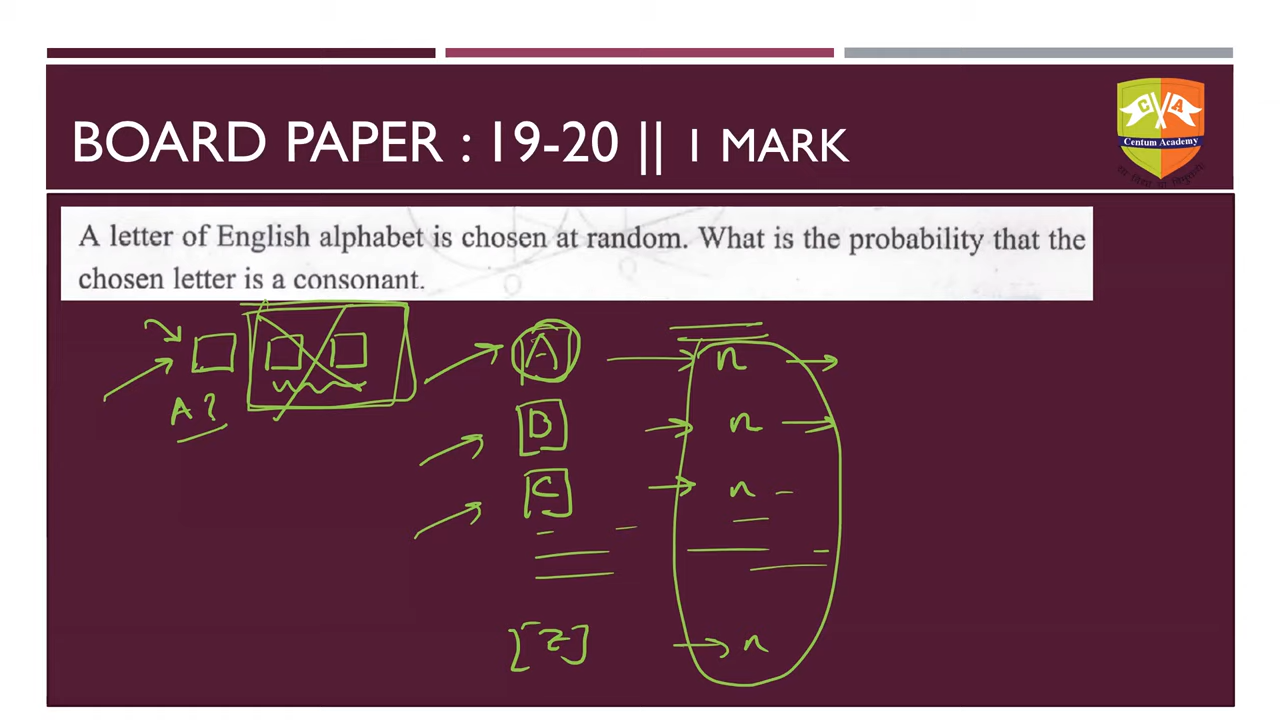 BOARD PAPER : 19-20 || 1 MARK
C A
Centum Academy
A letter of English alphabet is chosen at random. What is the probability that the
chosen letter is a consonant.
A?
A n
B n
C n
[Z] n